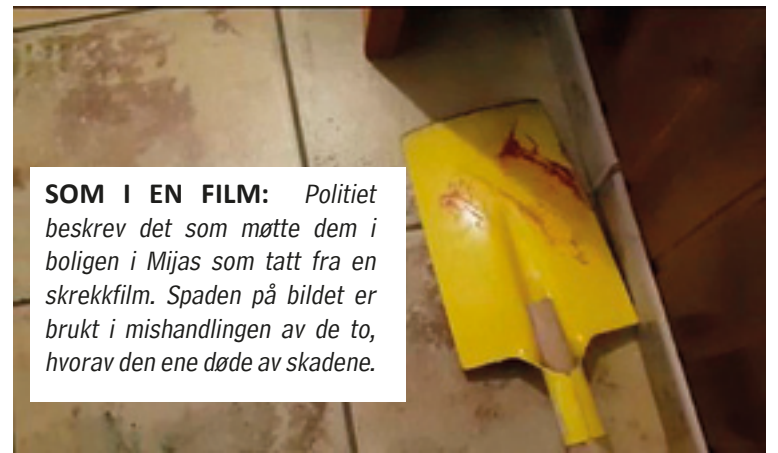 SOM I EN FILM: Politiet
beskrev det som møtte dem i
boligen i Mijas som tatt fra en
skrekkfilm. Spaden på bildet er
brukt i mishandlingen av de to,
hvorav den ene døde av skadene.